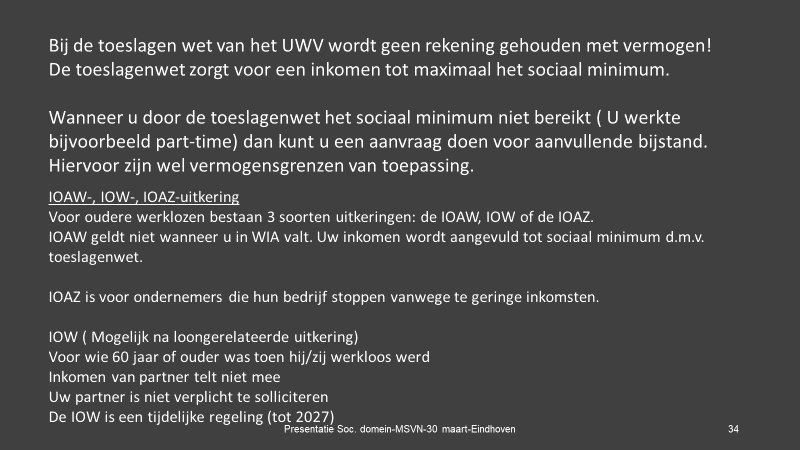 Bij de toeslagen wet van het UWV wordt geen rekening gehouden met vermogen!
De toeslagenwet zorgt voor een inkomen tot maximaal het sociaal minimum.
Wanneer u door de toeslagenwet het sociaal minimum niet bereikt ( U werkte
bijvoorbeeld part-time) dan kunt u een aanvraag doen voor aanvullende bijstand.
Hiervoor zijn wel vermogensgrenzen van toepassing.
IOAW-, IOW-, IOAZ-uitkering
Voor oudere werklozen bestaan 3 soorten uitkeringen: de IOAW, IOW of de IOAZ.
IOAW geldt niet wanneer u in WIA valt. Uw inkomen wordt aangevuld tot sociaal minimum d.m.v.
toeslagenwet.
IOAZ is voor ondernemers die hun bedrijf stoppen vanwege te geringe inkomsten.
IOW ( Mogelijk na loongerelateerde uitkering)
Voor wie 60 jaar of ouder was toen hij/zij werkloos werd
Inkomen van partner telt niet mee
Uw partner is niet verplicht te solliciteren
De IOW is een tijdelijke regeling (tot 2027)
Presentatie Soc. domein-MSVN-30 maart-Eindhoven
34